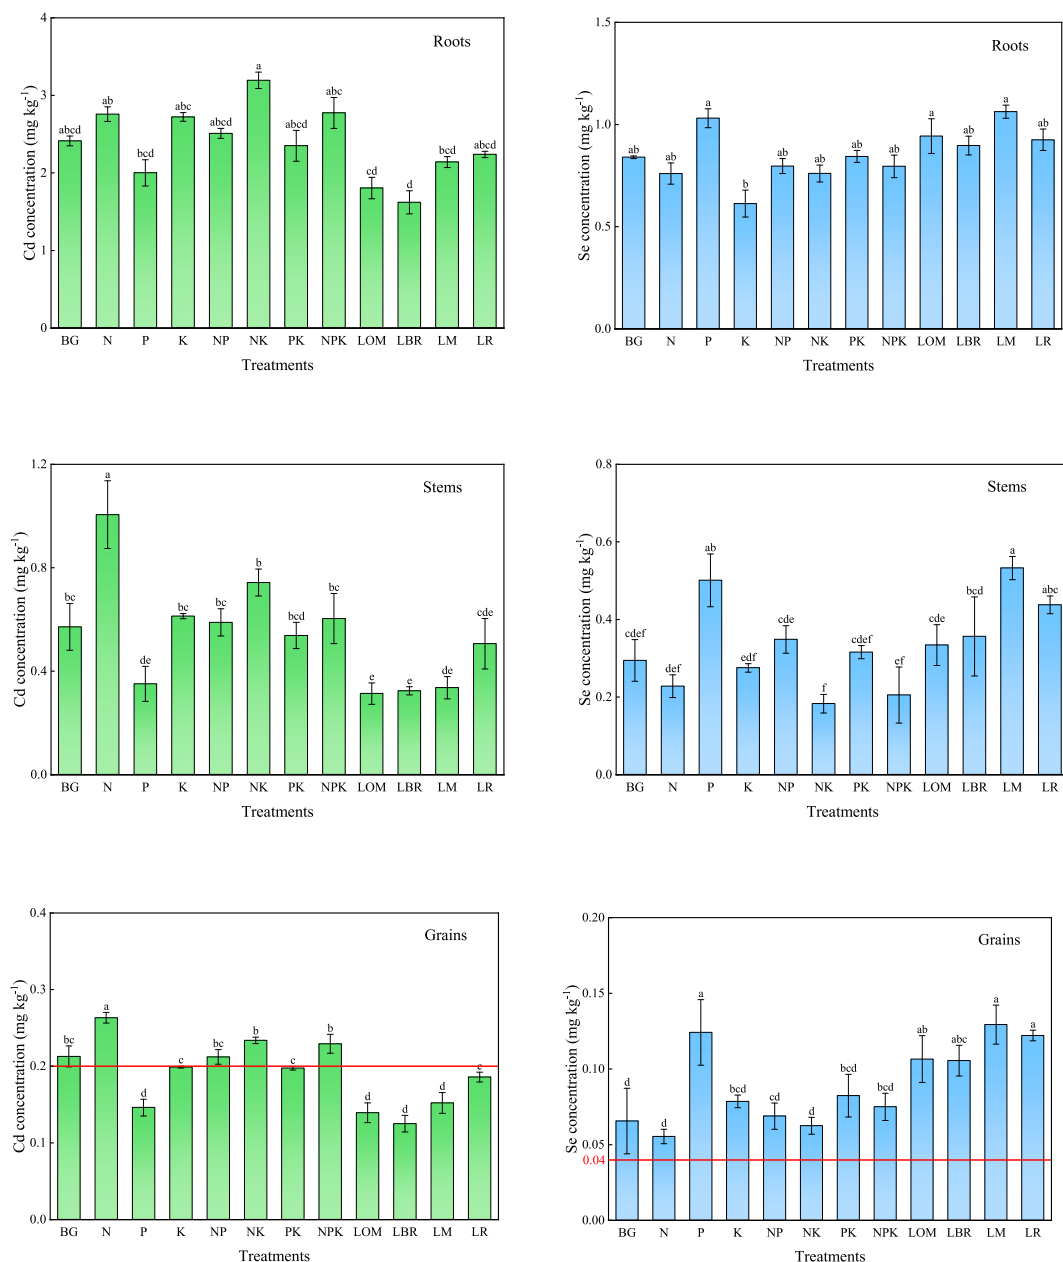 Roots
Cd concentration (mg kg-1)
4
3
2
1
0
abcd ab bcd abc abcd a abcd abc cd d bcd abcd
BG N P K NP NK PK NPK LOM LBR LM LR
Treatments
Roots
Se concentration (mg kg-1)
1.5
1.0
0.5
0.0
ab ab a b ab ab ab ab a ab a ab
BG N P K NP NK PK NPK LOM LBR LM LR
Treatments
Stems
Cd concentration (mg kg-1)
1.2
0.8
0.4
0.0
bc a de bc bc b bcd bc e e de cde
BG N P K NP NK PK NPK LOM LBR LM LR
Treatments
Stems
Se concentration (mg kg-1)
0.8
0.6
0.4
0.2
0.0
cdef def ab edf cde f cdef ef cde bcd a abc
BG N P K NP NK PK NPK LOM LBR LM LR
Treatments
Grains
Cd concentration (mg kg-1)
0.4
0.3
0.2
0.1
0.0
bc a d c bc b c b d d d c
BG N P K NP NK PK NPK LOM LBR LM LR
Treatments
Grains
Se concentration (mg kg-1)
0.20
0.15
0.10
0.05
0.04
0.00
d d a bcd cd d bcd bcd ab abc a a
BG N P K NP NK PK NPK LOM LBR LM LR
Treatments